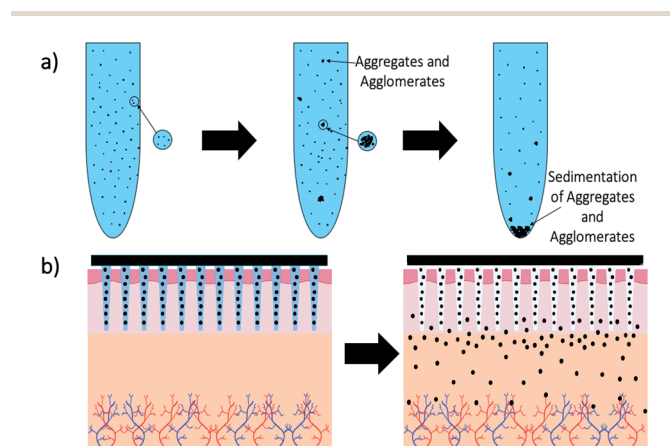 a)
Aggregates and
Agglomerates
Sedimentation
of Aggregates
and
Agglomerates
b)